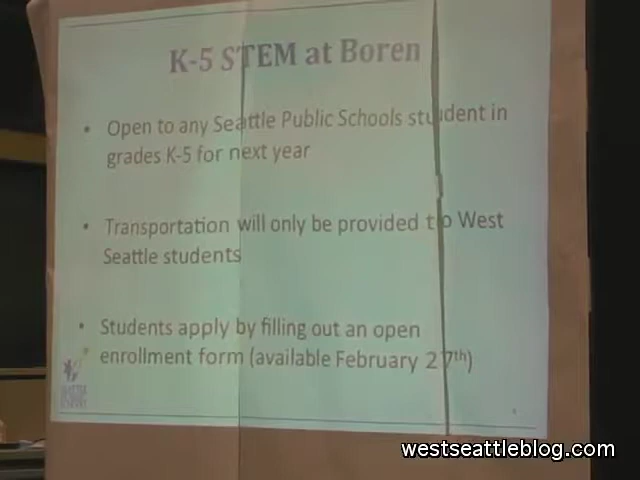 K-5 STEM at Boren
• Open to any Seattle Public Schools student in
grades K-5 for next year
• Transportation will only be provided to West
Seattle students
• Students apply by filling out an open
enrollment form (available February 27th)
westseattleblog.com